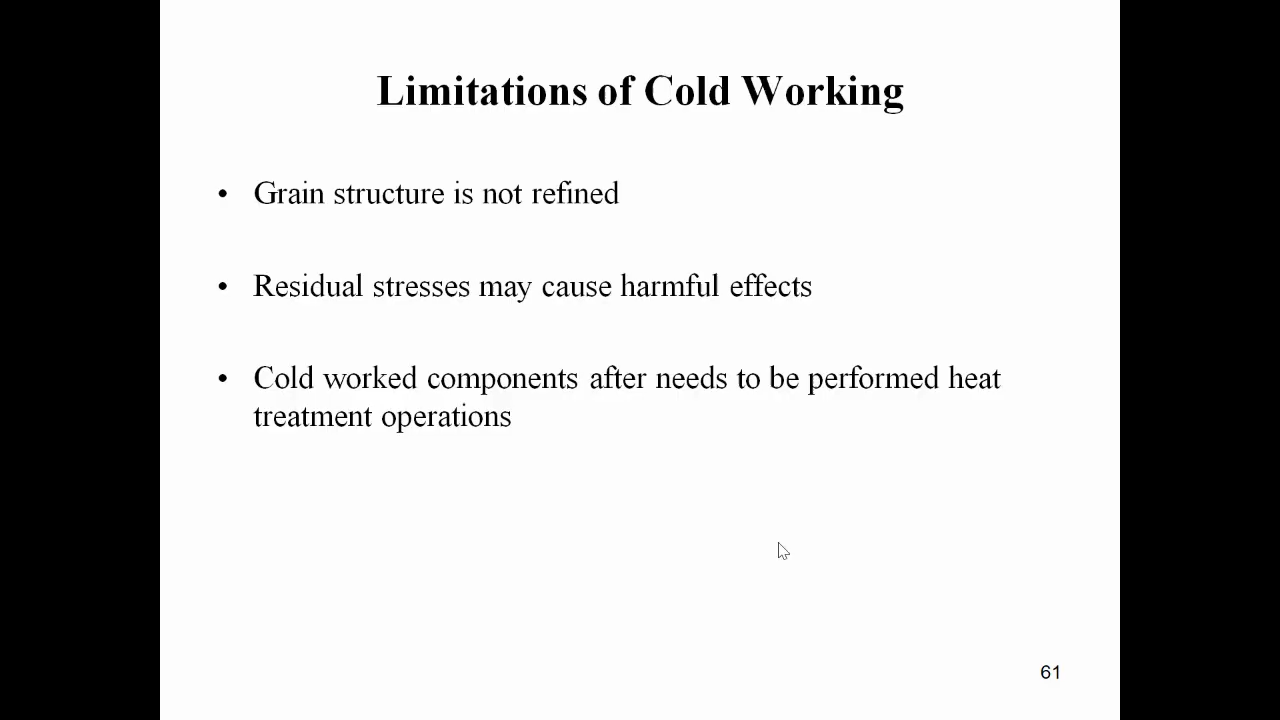 Limitations of Cold Working
• Grain structure is not refined
• Residual stresses may cause harmful effects
• Cold worked components after needs to be performed heat
treatment operations
61